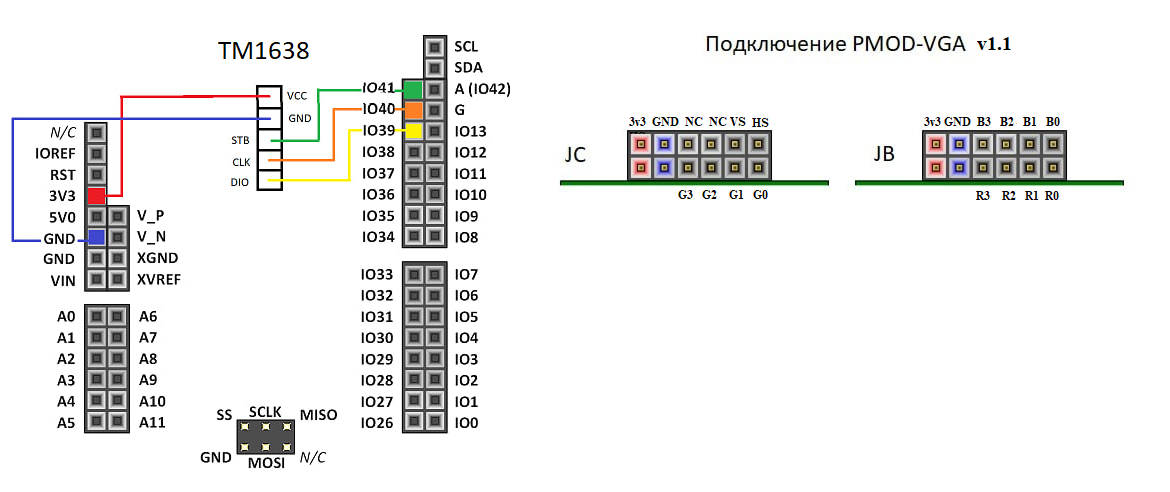 TM1638
VCC
GND
STB
CLK
DIO
N/C
IOREF
RST
3V3
5V0 V_P
GND V_N
GND XGND
VIN XVREF
A0 A6
A1 A7
A2 A8
A3 A9
A4 A10
A5 A11
SCL
SDA
IO41 A (IO42)
IO40 G
IO39 IO13
IO38 IO12
IO37 IO11
IO36 IO10
IO35 IO9
IO34 IO8
IO33 IO7
IO32 IO6
IO31 IO5
IO30 IO4
IO29 IO3
IO28 IO2
IO27 IO1
IO26 IO0
SS SCLK MISO
GND MOSI N/C
Подключение PMOD-VGA v1.1
3v3 GND NC NC VS HS
JC
G3 G2 G1 G0
3v3 GND B3 B2 B1 B0
JB
R3 R2 R1 R0